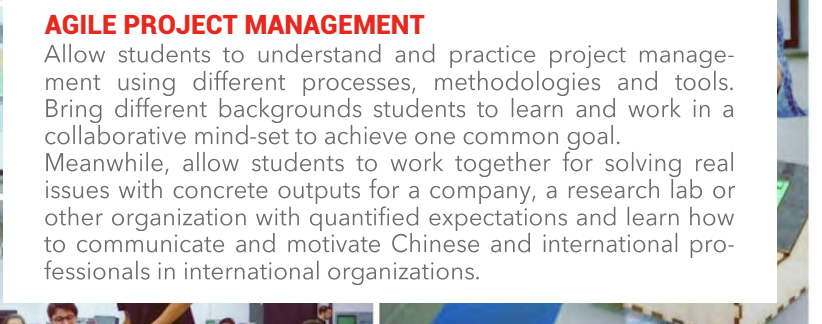 AGILE PROJECT MANAGEMENT
Allow students to understand and practice project manage-
ment using different processes, methodologies and tools.
Bring different backgrounds students to learn and work in a
collaborative mind-set to achieve one common goal.
Meanwhile, allow students to work together for solving real
issues with concrete outputs for a company, a research lab or
other organization with quantified expectations and learn how
to communicate and motivate Chinese and international pro-
fessionals in international organizations.